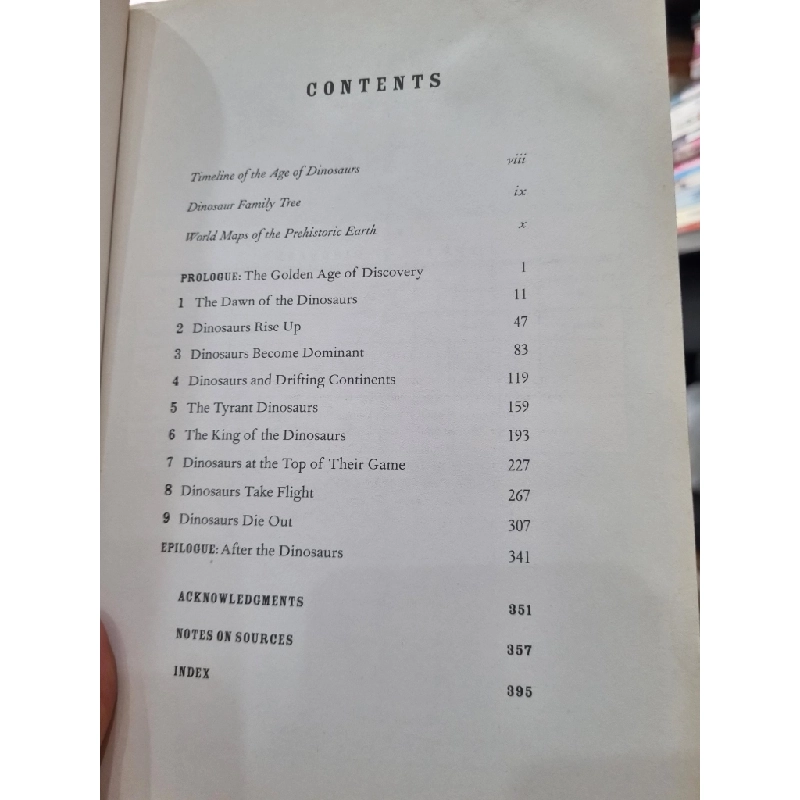 CONTENTS
Timeline of the Age of Dinosaurs viii
Dinosaur Family Tree ix
World Maps of the Prehistoric Earth x
PROLOGUE: The Golden Age of Discovery 1
1 The Dawn of the Dinosaurs 11
2 Dinosaurs Rise Up 47
3 Dinosaurs Become Dominant 83
4 Dinosaurs and Drifting Continents 119
5 The Tyrant Dinosaurs 159
6 The King of the Dinosaurs 193
7 Dinosaurs at the Top of Their Game 227
8 Dinosaurs Take Flight 267
9 Dinosaurs Die Out 307
EPILOGUE: After the Dinosaurs 341
ACKNOWLEDGMENTS 351
NOTES ON SOURCES 357
INDEX 395